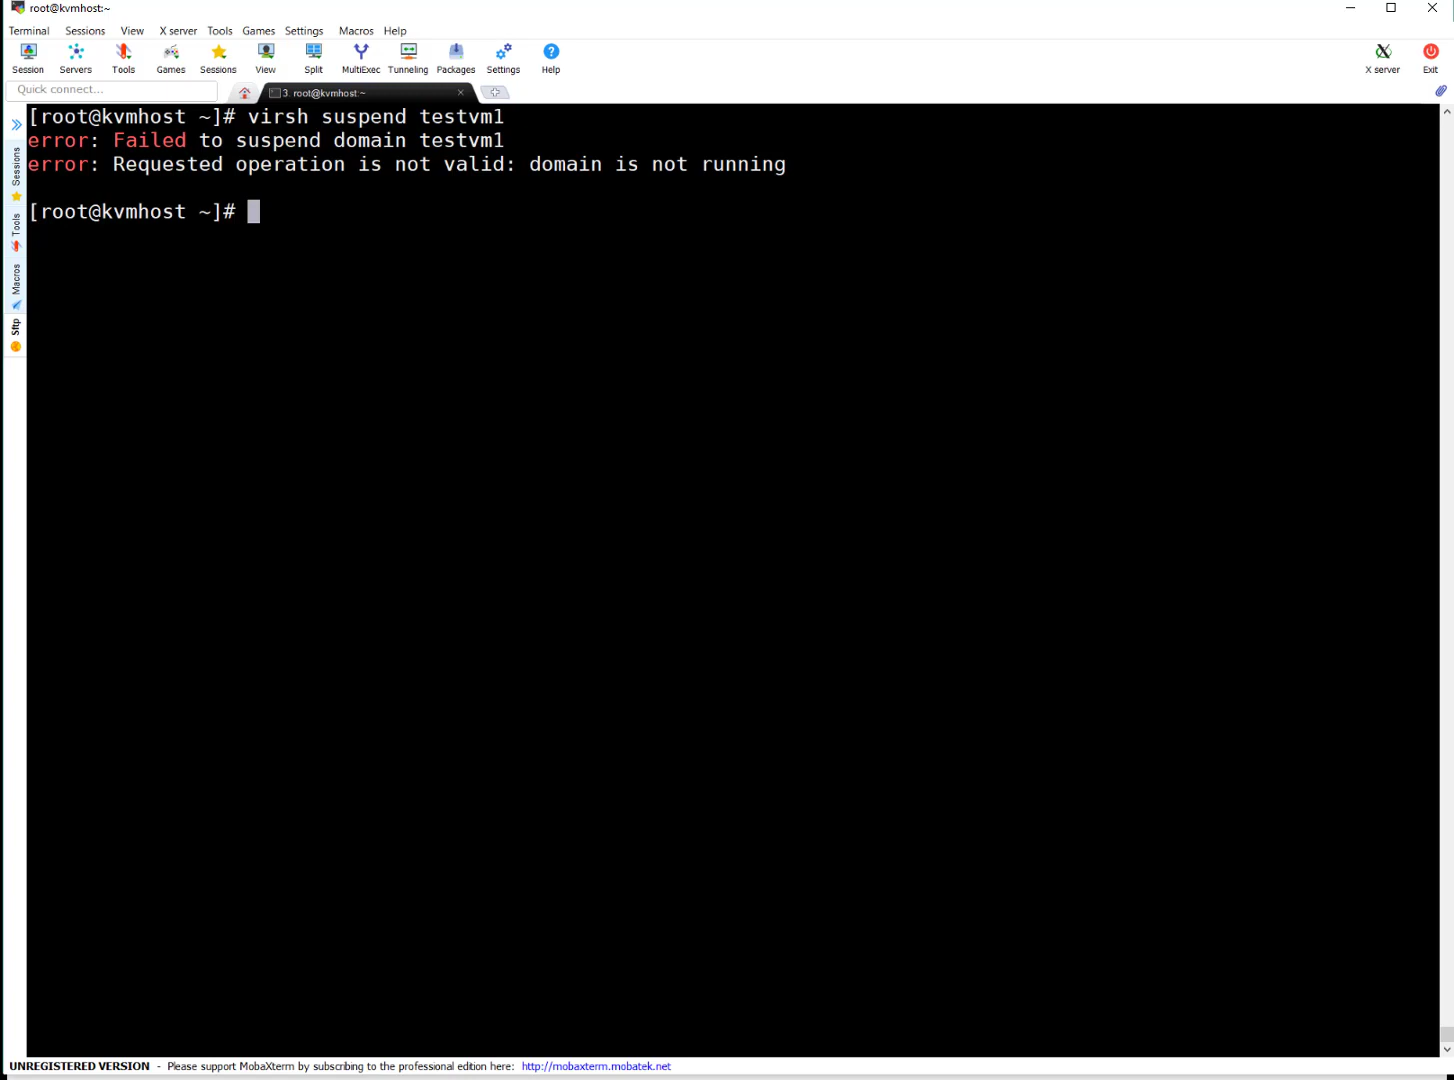 root@kvmhost:~
Terminal Sessions View X server Tools Games Settings Macros Help
Session Servers Tools Games Sessions View Split MultiExec Tunneling Packages Settings Help X server Exit
Quick connect...
3. root@kvmhost:~
[root@kvmhost ~]# virsh suspend testvm1
error: Failed to suspend domain testvm1
error: Requested operation is not valid: domain is not running
[root@kvmhost ~]#
Sessions
Tools
Macros
Sftp
UNREGISTERED VERSION - Please support MobaXterm by subscribing to the professional edition here: http://mobaxterm.mobatek.net